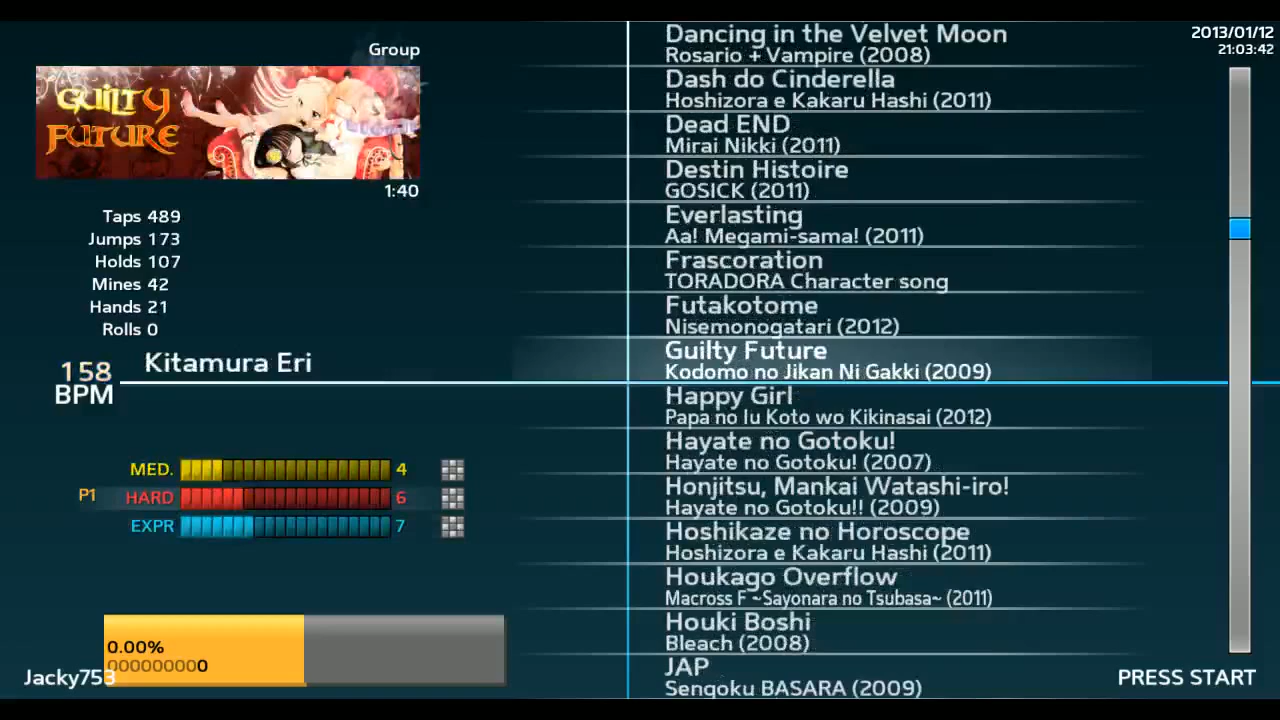 Group
GUILTY
FUTURE
1:40
Taps 489
Jumps 173
Holds 107
Mines 42
Hands 21
Rolls 0
158
BPM
Kitamura Eri
MED. 4
P1 HARD 6
EXPR 7
0.00%
0000000000
Jacky753
Dancing in the Velvet Moon
Rosario + Vampire (2008)
Dash do Cinderella
Hoshizora e Kakaru Hashi (2011)
Dead END
Mirai Nikki (2011)
Destin Histoire
GOSICK (2011)
Everlasting
Aa! Megami-sama! (2011)
Frascoration
TORADORA Character song
Futakotome
Nisemonogatari (2012)
Guilty Future
Kodomo no Jikan Ni Gakki (2009)
Happy Girl
Papa no Iu Koto wo Kikinasai (2012)
Hayate no Gotoku!
Hayate no Gotoku! (2007)
Honjitsu, Mankai Watashi-iro!
Hayate no Gotoku!! (2009)
Hoshikaze no Horoscope
Hoshizora e Kakaru Hashi (2011)
Houkago Overflow
Macross F ~Sayonara no Tsubasa~ (2011)
Houki Boshi
Bleach (2008)
JAP
Sengoku BASARA (2009)
2013/01/12
21:03:42
PRESS START